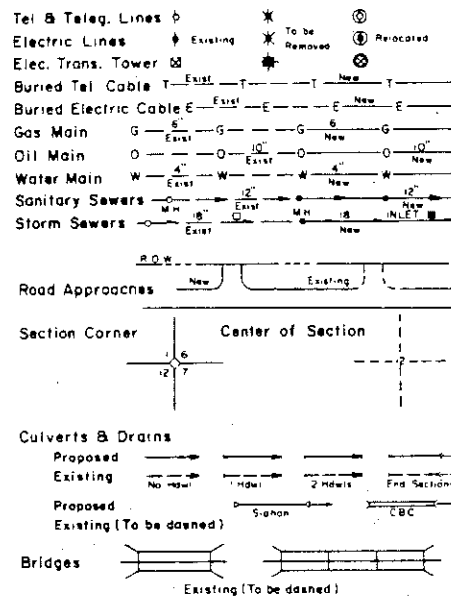 Tel & Teleg. Lines
Electric Lines Existing To be Removed Relocated
Elec. Trans. Tower
Buried Tel Cable T Exist T T New T
Buried Electric Cable E Exist E E New E
Gas Main G 6" Exist G G 6 New G
Oil Main O O 10" Exist O O 10" New
Water Main W 4" Exist W W 4" New W
Sanitary Sewers M H 12" Exist M H 12" New
Storm Sewers 18" Exist 18 New INLET
R.O.W
Road Approaches New Existing
Section Corner Center of Section
1 6
12 7
2
Culverts & Drains
Proposed
Existing
No Hdwl 1 Hdwl 2 Hdwls End Section
Proposed Siphon CBC
Existing (To be dashed)
Bridges
Existing (To be dashed)